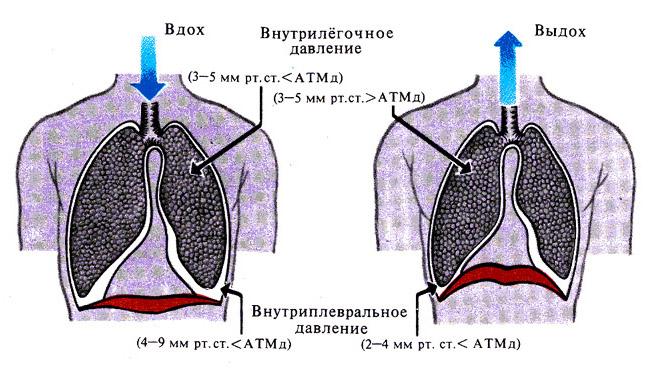 Вдох
Внутрилёгочное
давление
Выдох
(3—5 мм рт.ст.<АТМд)
(3—5 мм рт.ст.>АТМд)
Внутриплевральное
давление
(4—9 мм рт.ст.<АТМд)
(2—4 мм рт.ст.< АТМд)